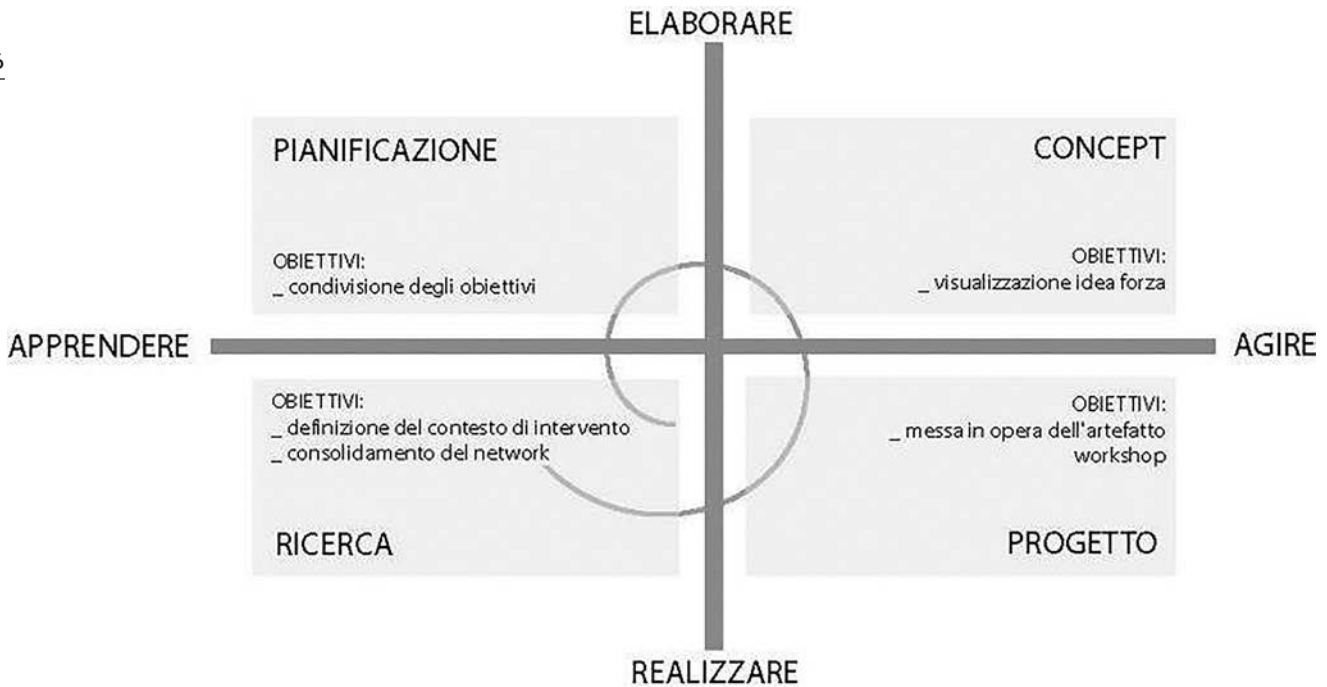 ELABORARE
6
PIANIFICAZIONE
OBIETTIVI:
_ condivisione degli obiettivi
CONCEPT
OBIETTIVI:
_ visualizzazione idea forza
APPRENDERE
AGIRE
OBIETTIVI:
_ definizione del contesto di intervento
_ consolidamento del network
RICERCA
OBIETTIVI:
_ messa in opera dell'artefatto
workshop
PROGETTO
REALIZZARE